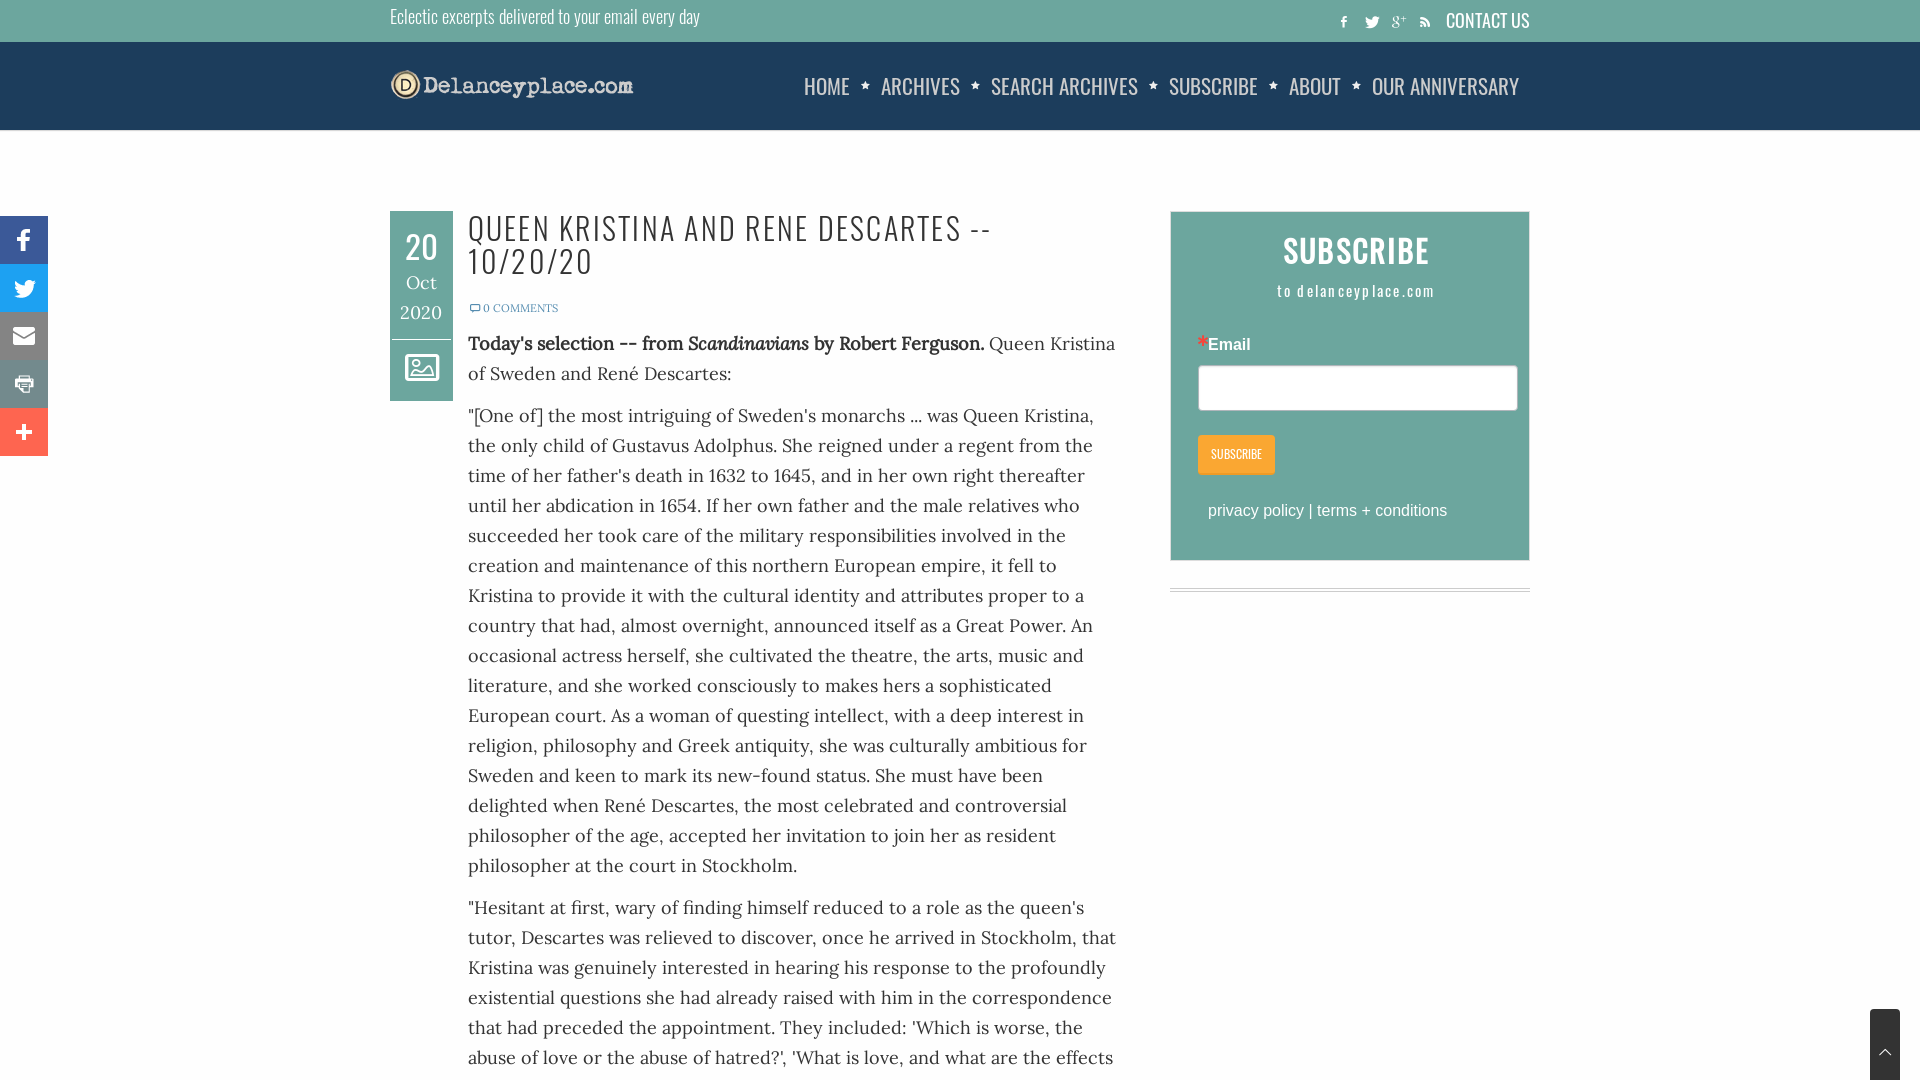 Eclectic excerpts delivered to your email every day
CONTACT US
Delanceyplace.com
HOME
ARCHIVES
SEARCH ARCHIVES
SUBSCRIBE
ABOUT
OUR ANNIVERSARY
20
Oct
2020
QUEEN KRISTINA AND RENE DESCARTES --
10/20/20
0 COMMENTS
Today's selection -- from Scandinavians by Robert Ferguson. Queen Kristina
of Sweden and René Descartes:
"[One of] the most intriguing of Sweden's monarchs ... was Queen Kristina,
the only child of Gustavus Adolphus. She reigned under a regent from the
time of her father's death in 1632 to 1645, and in her own right thereafter
until her abdication in 1654. If her own father and the male relatives who
succeeded her took care of the military responsibilities involved in the
creation and maintenance of this northern European empire, it fell to
Kristina to provide it with the cultural identity and attributes proper to a
country that had, almost overnight, announced itself as a Great Power. An
occasional actress herself, she cultivated the theatre, the arts, music and
literature, and she worked consciously to makes hers a sophisticated
European court. As a woman of questing intellect, with a deep interest in
religion, philosophy and Greek antiquity, she was culturally ambitious for
Sweden and keen to mark its new-found status. She must have been
delighted when René Descartes, the most celebrated and controversial
philosopher of the age, accepted her invitation to join her as resident
philosopher at the court in Stockholm.
"Hesitant at first, wary of finding himself reduced to a role as the queen's
tutor, Descartes was relieved to discover, once he arrived in Stockholm, that
Kristina was genuinely interested in hearing his response to the profoundly
existential questions she had already raised with him in the correspondence
that had preceded the appointment. They included: 'Which is worse, the
abuse of love or the abuse of hatred?', 'What is love, and what are the effects
SUBSCRIBE
to delanceyplace.com
*Email
SUBSCRIBE
privacy policy | terms + conditions